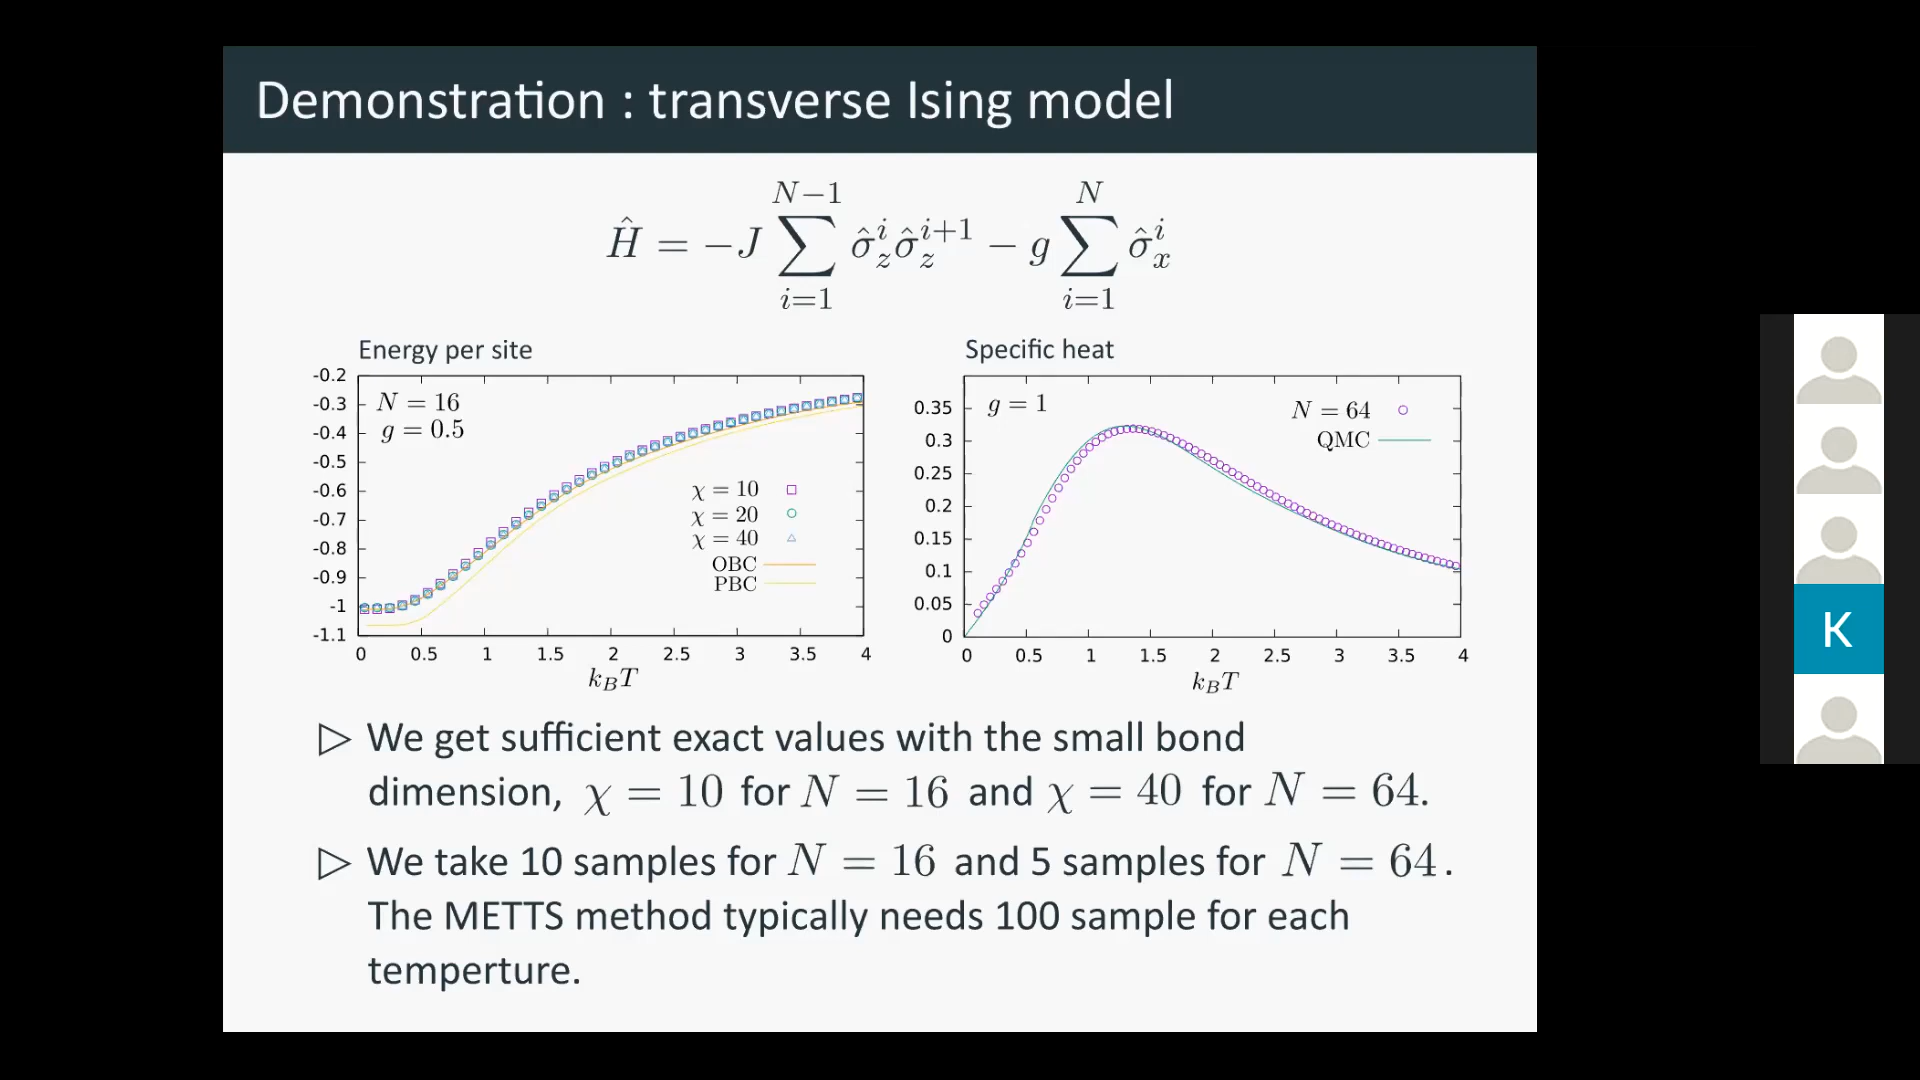 Demonstration : transverse Ising model
N−1 N
Ĥ = −J ∑ σ̂_z^i σ̂_z^{i+1} − g ∑ σ̂_x^i
i=1 i=1
Energy per site
-0.2
-0.3
-0.4
-0.5
-0.6
-0.7
-0.8
-0.9
-1
-1.1
N = 16
g = 0.5
χ = 10
χ = 20
χ = 40
OBC
PBC
0 0.5 1 1.5 2 2.5 3 3.5 4
k_B T
Specific heat
0.35
0.3
0.25
0.2
0.15
0.1
0.05
0
g = 1
N = 64
QMC
0 0.5 1 1.5 2 2.5 3 3.5 4
k_B T
▷ We get sufficient exact values with the small bond
dimension, χ = 10 for N = 16 and χ = 40 for N = 64.
▷ We take 10 samples for N = 16 and 5 samples for N = 64.
The METTS method typically needs 100 sample for each
temperture.
K